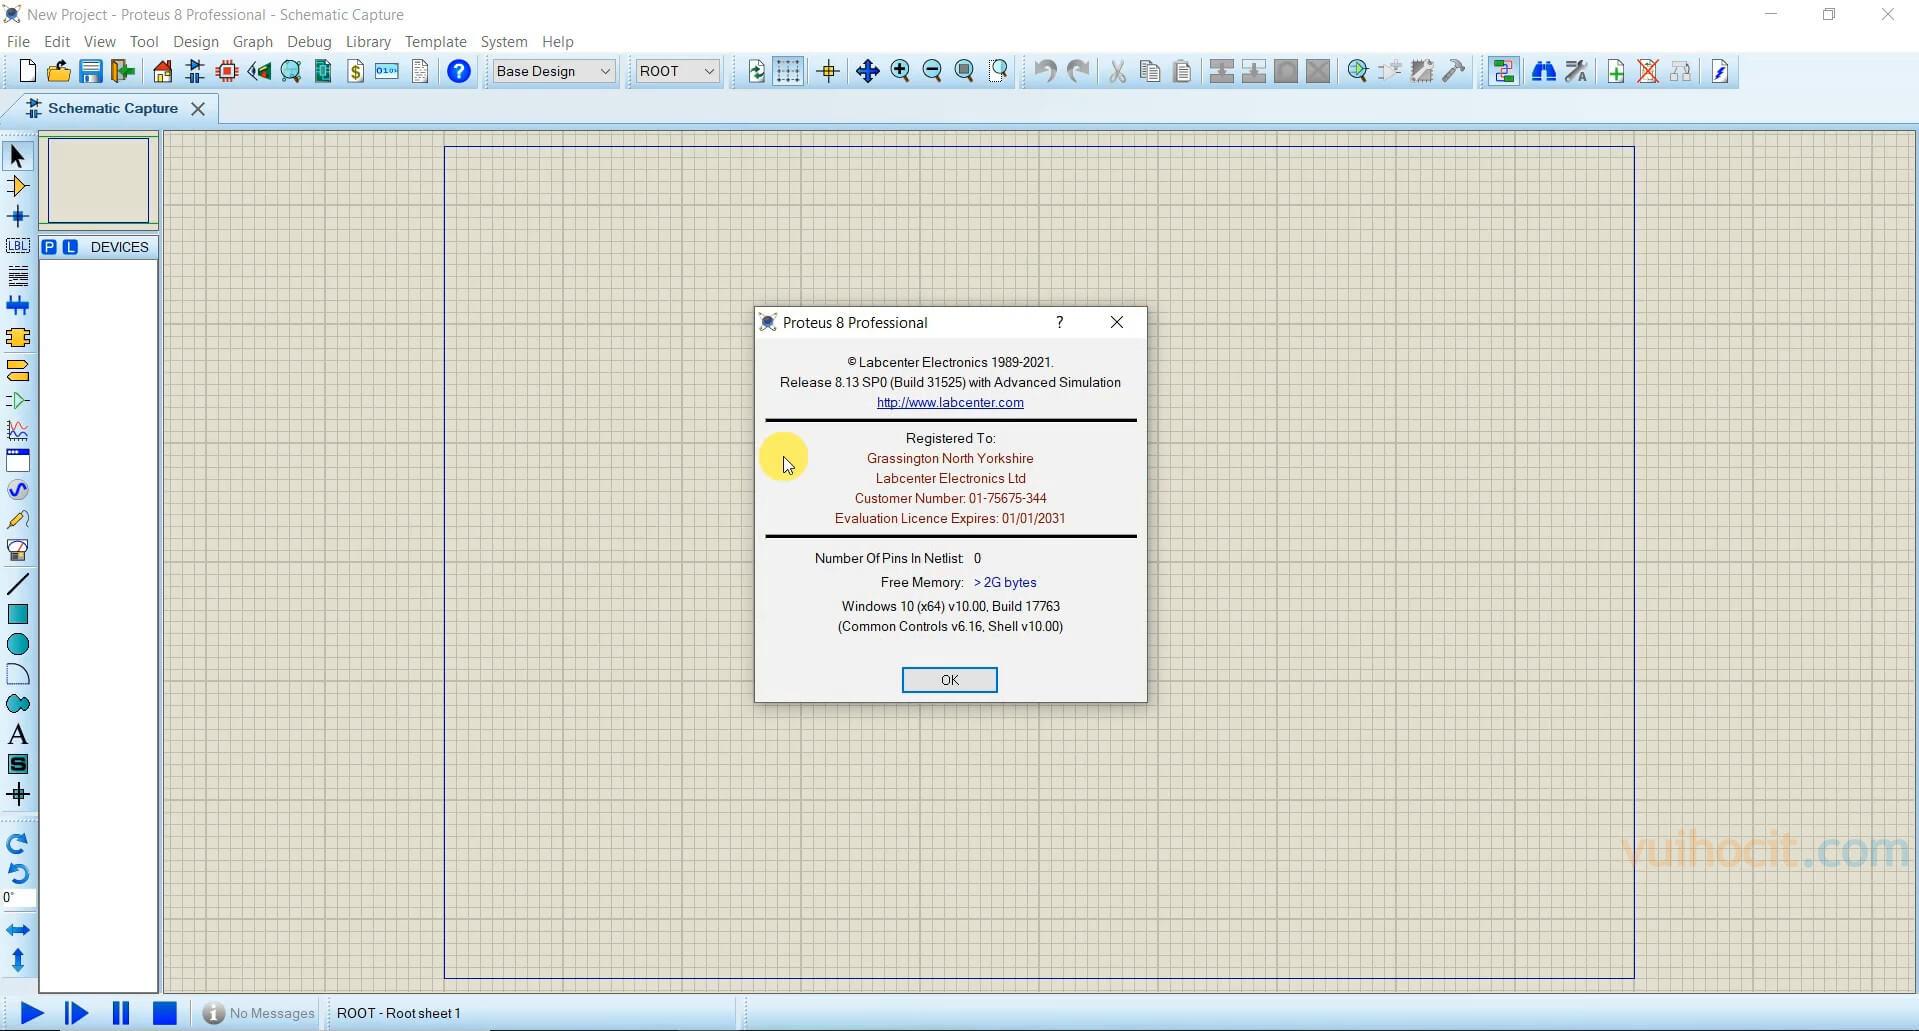 New Project - Proteus 8 Professional - Schematic Capture
File Edit View Tool Design Graph Debug Library Template System Help
Base Design ROOT
Schematic Capture
LBL
P L DEVICES
Proteus 8 Professional ?
© Labcenter Electronics 1989-2021.
Release 8.13 SP0 (Build 31525) with Advanced Simulation
http://www.labcenter.com
Registered To:
Grassington North Yorkshire
Labcenter Electronics Ltd
Customer Number: 01-75675-344
Evaluation Licence Expires: 01/01/2031
Number Of Pins In Netlist: 0
Free Memory: > 2G bytes
Windows 10 (x64) v10.00, Build 17763
(Common Controls v6.16, Shell v10.00)
OK
A
S
vuihocit.com
0°
No Messages ROOT - Root sheet 1